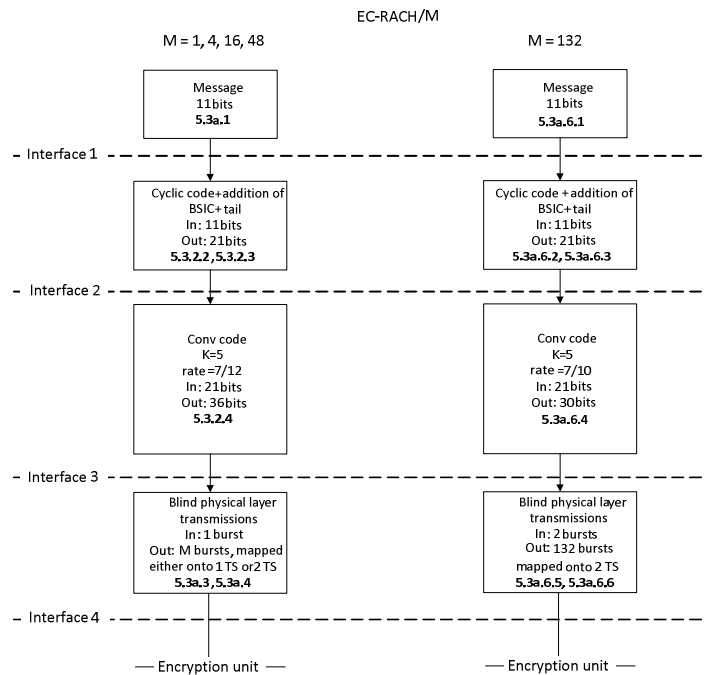 EC-RACH/M
M = 1, 4, 16, 48
M = 132
Message
11bits
5.3a.1
Message
11bits
5.3a.6.1
Interface 1
Cyclic code+addition of
BSIC+ tail
In: 11bits
Out: 21bits
5.3.2.2, 5.3.2.3
Cyclic code +addition of
BSIC+ tail
In: 11bits
Out: 21bits
5.3a.6.2, 5.3a.6.3
Interface 2
Conv code
K=5
rate=7/12
In: 21bits
Out: 36bits
5.3.2.4
Conv code
K=5
rate=7/10
In: 21bits
Out: 30bits
5.3a.6.4
Interface 3
Blind physical layer
transmissions
In: 1 burst
Out: M bursts, mapped
either onto 1 TS or2 TS
5.3a.3, 5.3a.4
Blind physical layer
transmissions
In: 2 bursts
Out: 132 bursts
mapped onto 2 TS
5.3a.6.5, 5.3a.6.6
Interface 4
Encryption unit
Encryption unit